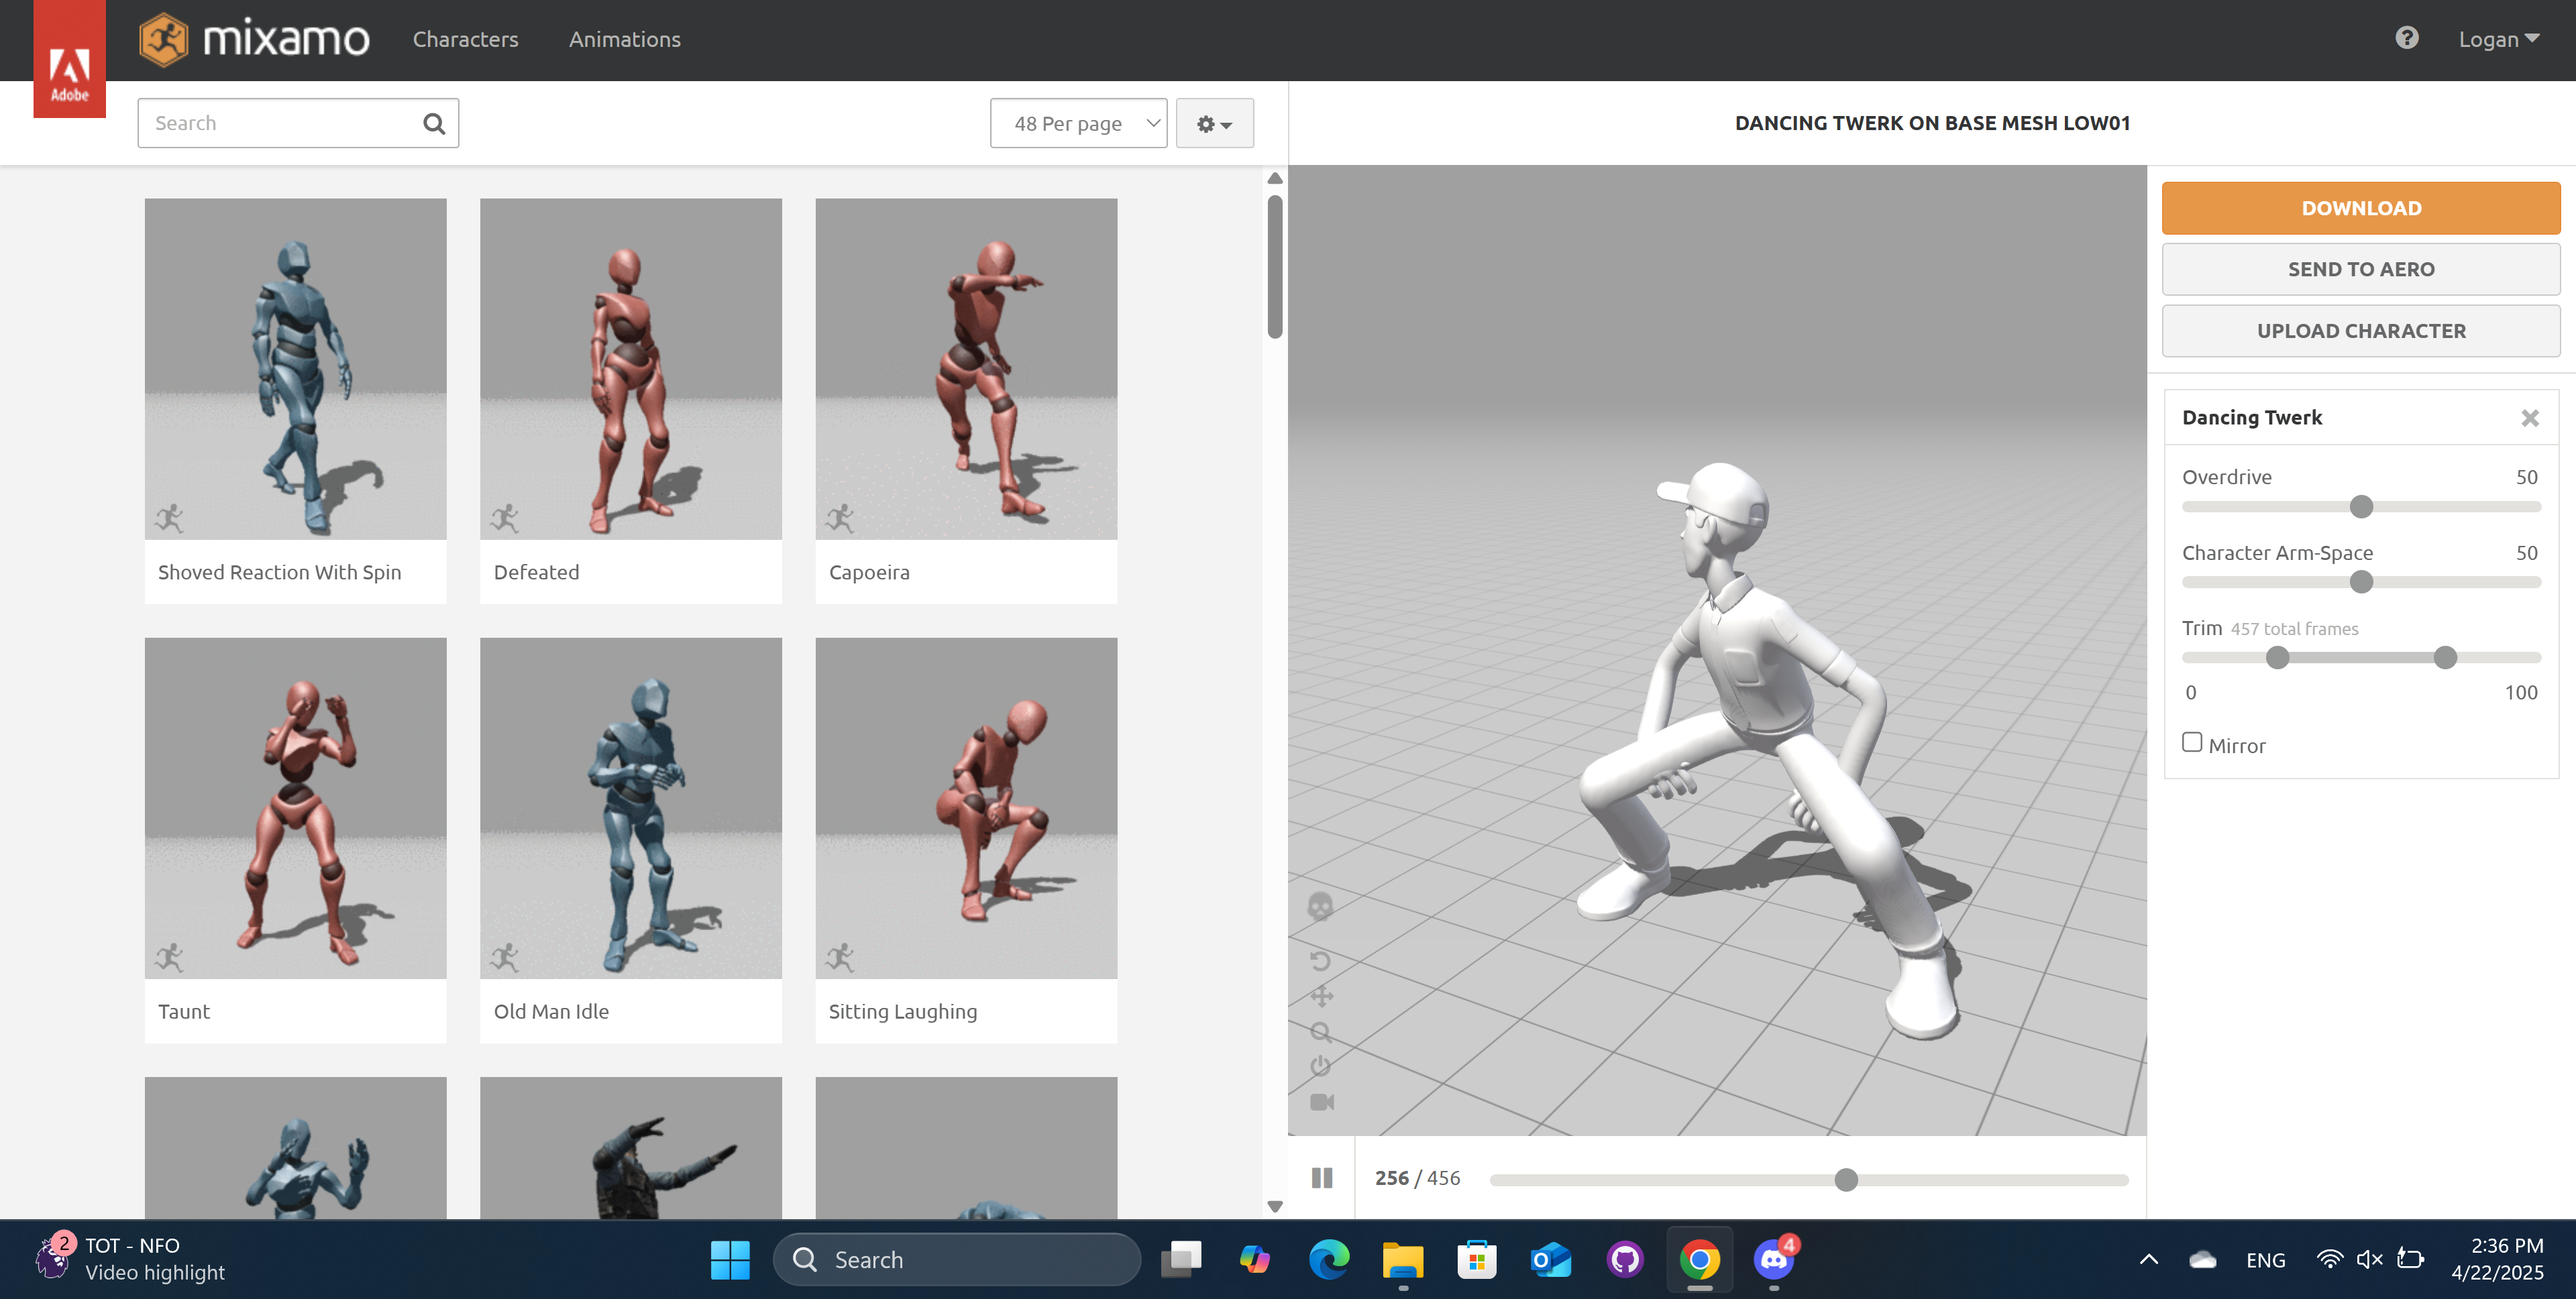 Adobe
mixamo
Characters
Animations
Logan
Search
48 Per page
DANCING TWERK ON BASE MESH LOW01
Shoved Reaction With Spin
Defeated
Capoeira
Taunt
Old Man Idle
Sitting Laughing
256 / 456
DOWNLOAD
SEND TO AERO
UPLOAD CHARACTER
Dancing Twerk
Overdrive 50
Character Arm-Space 50
Trim 457 total frames
0 100
Mirror
2
TOT - NFO
Video highlight
Search
4
ENG
2:36 PM
4/22/2025